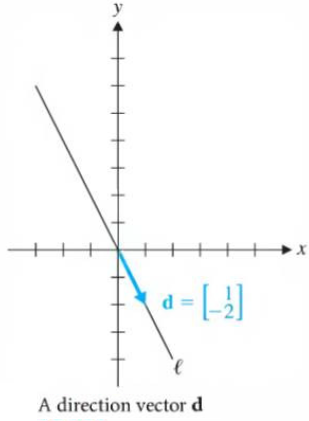 y
x
d = [1 -2]
ℓ
A direction vector d